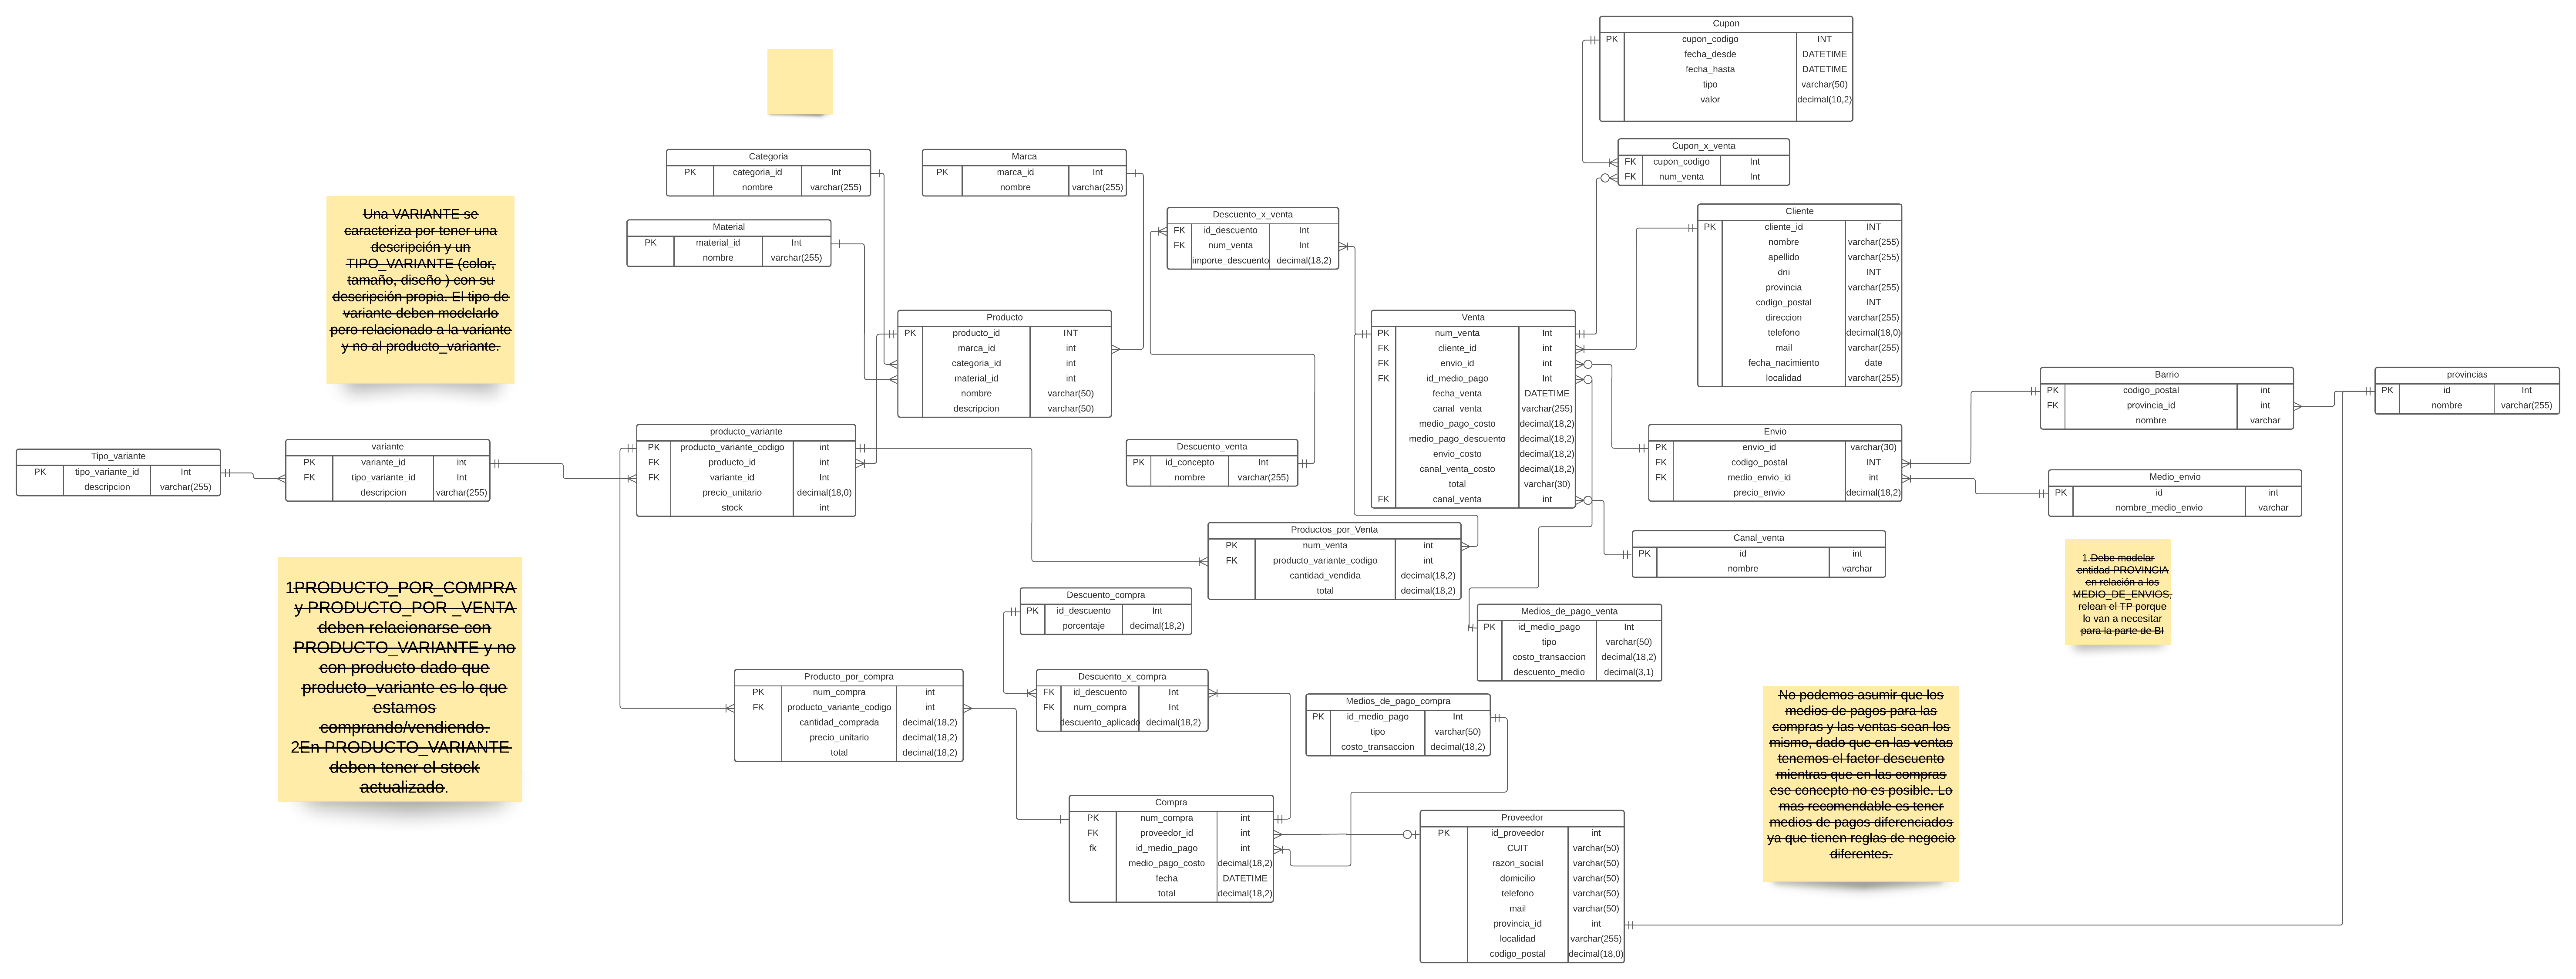 Cupon
PK cupon_codigo INT
fecha_desde DATETIME
fecha_hasta DATETIME
tipo varchar(50)
valor decimal(10,2)
Cupon_x_venta
FK cupon_codigo Int
FK num_venta Int
Categoria
PK categoria_id Int
nombre varchar(255)
Marca
PK marca_id Int
nombre varchar(255)
Material
PK material_id Int
nombre varchar(255)
Descuento_x_venta
FK id_descuento Int
FK num_venta Int
importe_descuento decimal(18,2)
Cliente
PK cliente_id INT
nombre varchar(255)
apellido varchar(255)
dni INT
provincia varchar(255)
codigo_postal INT
direccion varchar(255)
telefono decimal(18,0)
mail varchar(255)
fecha_nacimiento date
localidad varchar(255)
Una VARIANTE se
caracteriza por tener una
descripción y un
TIPO_VARIANTE (color,
tamaño, diseño ) con su
descripción propia. El tipo de
variante deben modelarlo
pero relacionado a la variante
y no al producto_variante.
Producto
PK producto_id INT
marca_id int
categoria_id int
material_id int
nombre varchar(50)
descripcion varchar(50)
Venta
PK num_venta Int
FK cliente_id int
FK envio_id int
FK id_medio_pago Int
fecha_venta DATETIME
canal_venta varchar(255)
medio_pago_costo decimal(18,2)
medio_pago_descuento decimal(18,2)
envio_costo decimal(18,2)
canal_venta_costo decimal(18,2)
total varchar(30)
FK canal_venta int
Barrio
PK codigo_postal int
FK provincia_id int
nombre varchar
provincias
PK id Int
nombre varchar(255)
Tipo_variante
PK tipo_variante_id Int
descripcion varchar(255)
variante
PK variante_id int
FK tipo_variante_id Int
descripcion varchar(255)
producto_variante
PK producto_variante_codigo int
FK producto_id int
FK variante_id Int
precio_unitario decimal(18,0)
stock int
Descuento_venta
PK id_concepto Int
nombre varchar(255)
Envio
PK envio_id varchar(30)
FK codigo_postal INT
FK medio_envio_id int
precio_envio decimal(18,2)
Medio_envio
PK id int
nombre_medio_envio varchar
Productos_por_Venta
PK num_venta int
FK producto_variante_codigo int
cantidad_vendida decimal(18,2)
total decimal(18,2)
Canal_venta
PK id int
nombre varchar
1.Debe modelar
entidad PROVINCIA
en relación a los
MEDIO_DE_ENVIOS,
relean el TP porque
lo van a necesitar
para la parte de BI
1PRODUCTO_POR_COMPRA
y PRODUCTO_POR _VENTA
deben relacionarse con
PRODUCTO_VARIANTE y no
con producto dado que
producto_variante es lo que
estamos
comprando/vendiendo.
2En PRODUCTO_VARIANTE
deben tener el stock
actualizado.
Descuento_compra
PK id_descuento Int
porcentaje decimal(18,2)
Medios_de_pago_venta
PK id_medio_pago Int
tipo varchar(50)
costo_transaccion decimal(18,2)
descuento_medio decimal(3,1)
Producto_por_compra
PK num_compra int
FK producto_variante_codigo int
cantidad_comprada decimal(18,2)
precio_unitario decimal(18,2)
total decimal(18,2)
Descuento_x_compra
FK id_descuento Int
FK num_compra Int
descuento_aplicado decimal(18,2)
Medios_de_pago_compra
PK id_medio_pago Int
tipo varchar(50)
costo_transaccion decimal(18,2)
No podemos asumir que los
medios de pagos para las
compras y las ventas sean los
mismo, dado que en las ventas
tenemos el factor descuento
mientras que en las compras
ese concepto no es posible. Lo
mas recomendable es tener
medios de pagos diferenciados
ya que tienen reglas de negocio
diferentes.
Compra
PK num_compra int
FK proveedor_id int
fk id_medio_pago int
medio_pago_costo decimal(18,2)
fecha DATETIME
total decimal(18,2)
Proveedor
PK id_proveedor int
CUIT varchar(50)
razon_social varchar(50)
domicilio varchar(50)
telefono varchar(50)
mail varchar(50)
provincia_id int
localidad varchar(255)
codigo_postal decimal(18,0)